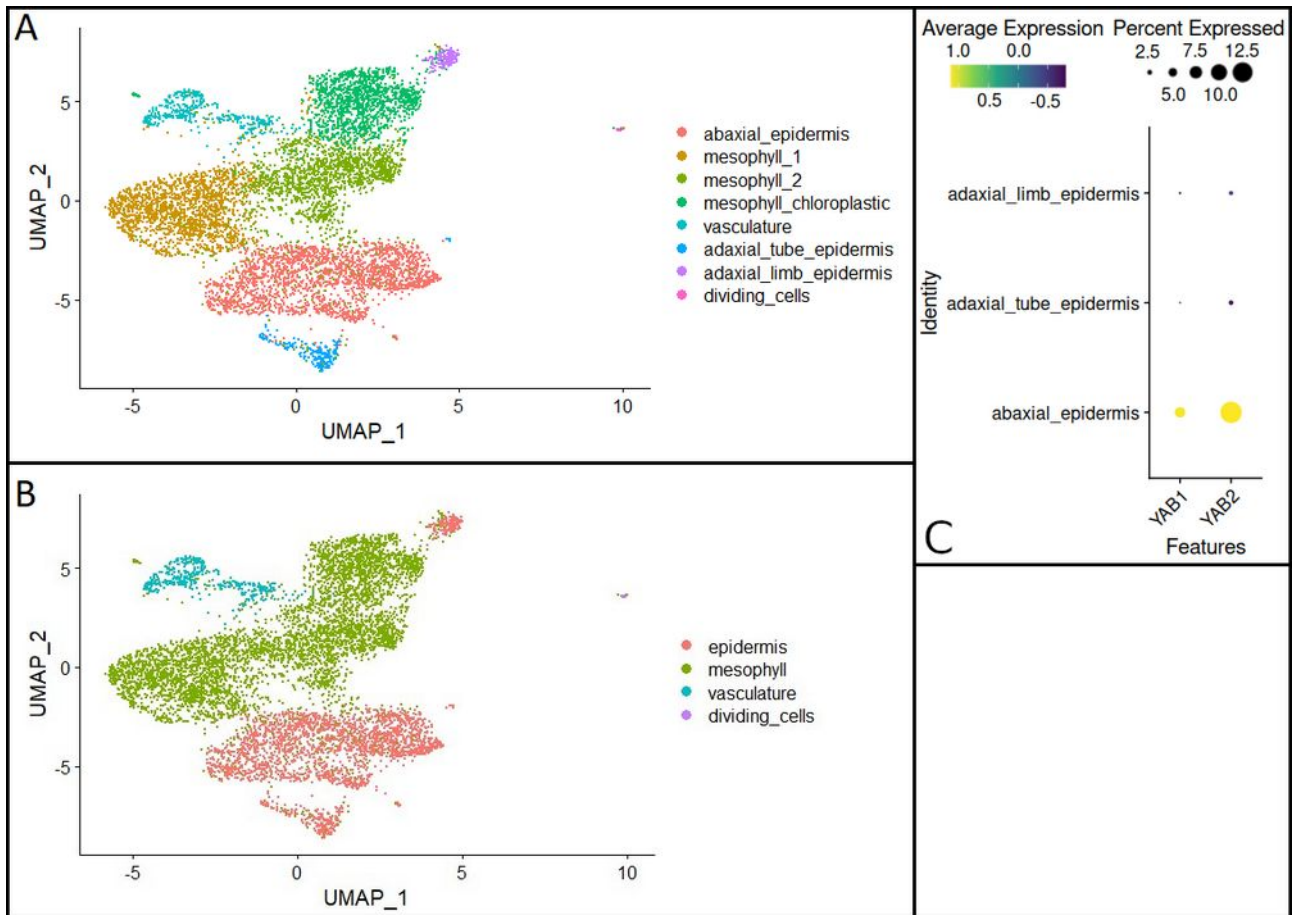 A
UMAP_2
5
0
-5
-5
0
5
10
UMAP_1
abaxial_epidermis
mesophyll_1
mesophyll_2
mesophyll_chloroplastic
vasculature
adaxial_tube_epidermis
adaxial_limb_epidermis
dividing_cells
B
UMAP_2
5
0
-5
-5
0
5
10
UMAP_1
epidermis
mesophyll
vasculature
dividing_cells
Average Expression
1.0 0.0
0.5 -0.5
Percent Expressed
2.5 7.5 12.5
5.0 10.0
Identity
adaxial_limb_epidermis
adaxial_tube_epidermis
abaxial_epidermis
YAB1
YAB2
Features
C